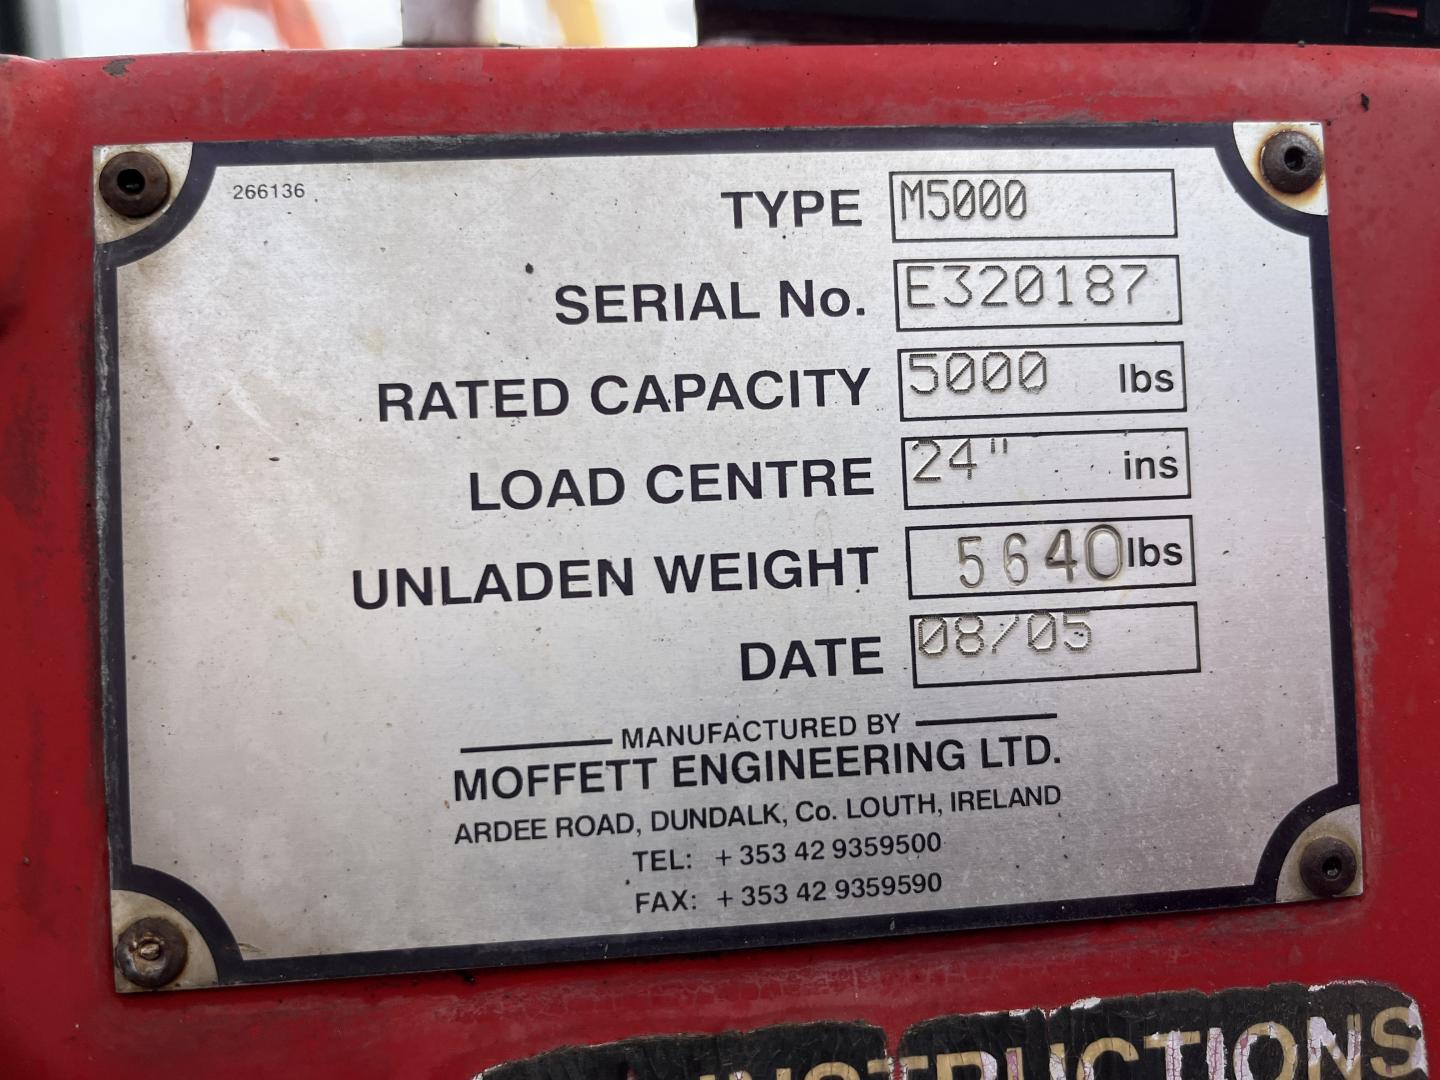 266136
TYPE M5000
SERIAL No. E320187
RATED CAPACITY 5000 lbs
LOAD CENTRE 24" ins
UNLADEN WEIGHT 5640 lbs
DATE 08/05
MANUFACTURED BY
MOFFETT ENGINEERING LTD.
ARDEE ROAD, DUNDALK, Co. LOUTH, IRELAND
TEL: +353 42 9359500
FAX: +353 42 9359590
INSTRUCTIONS